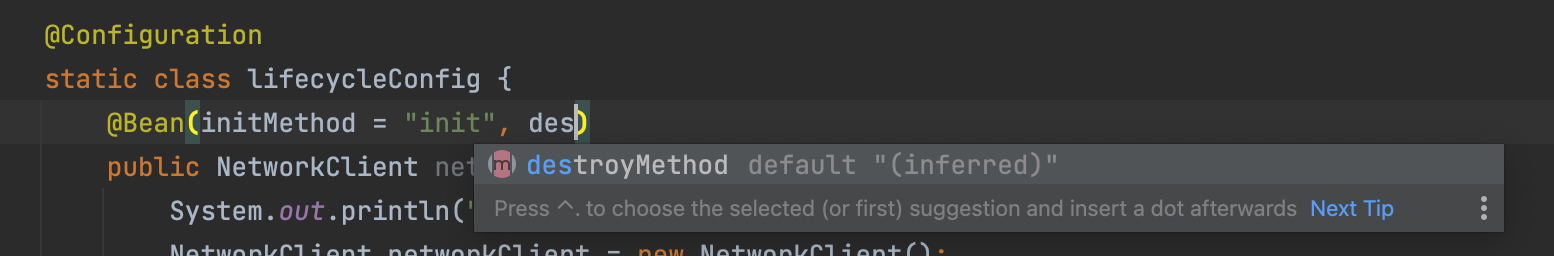 @Configuration
static class lifecycleConfig {
@Bean(initMethod = "init", des)
public NetworkClient net
destroyMethod default "(inferred)"
System.out.println("
Press ^. to choose the selected (or first) suggestion and insert a dot afterwards Next Tip
NetworkClient networkClient = new NetworkClient();